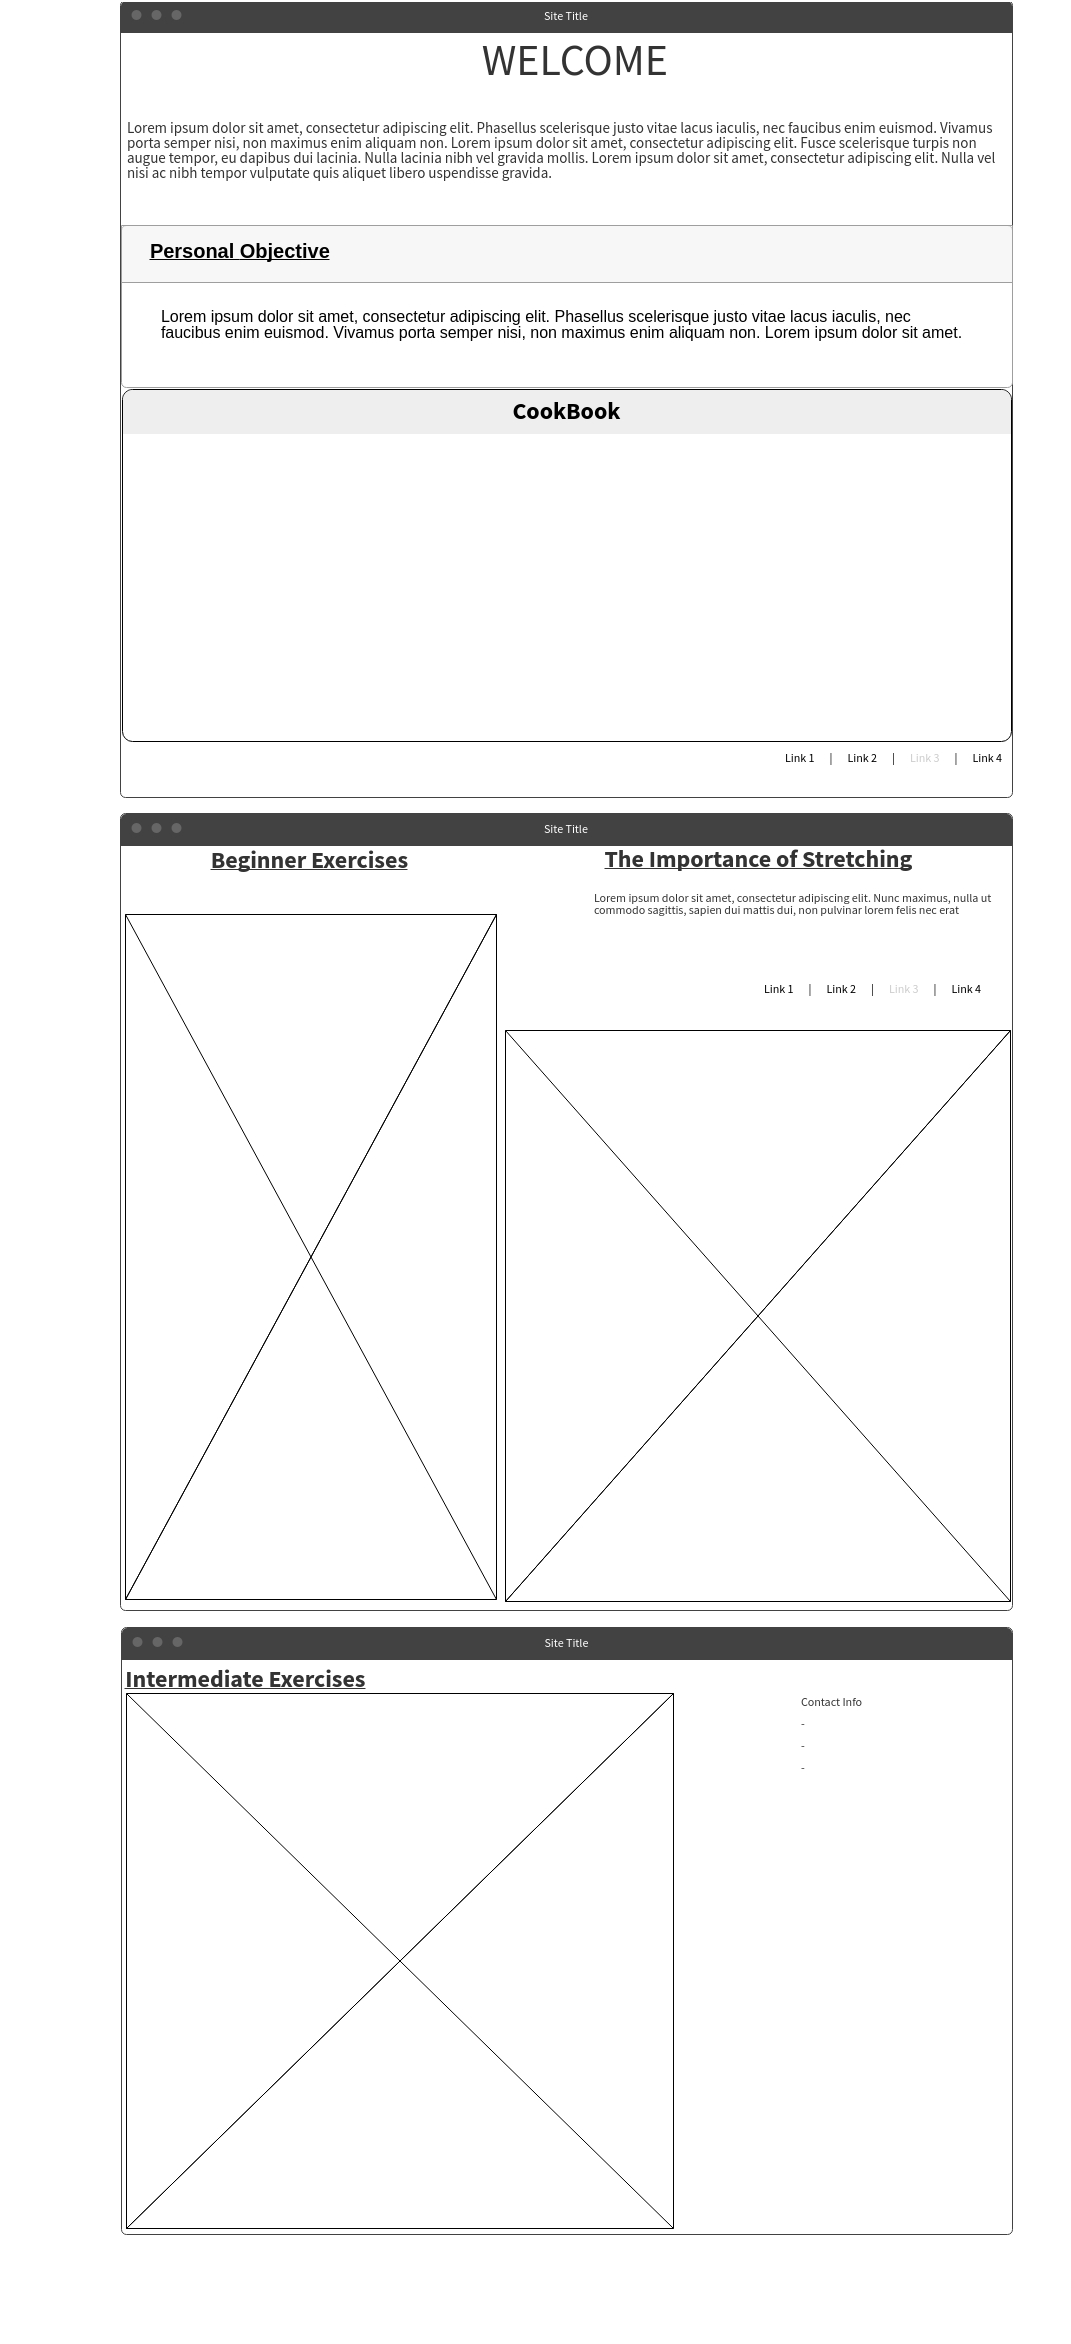 Site Title
WELCOME
Lorem ipsum dolor sit amet, consectetur adipiscing elit. Phasellus scelerisque justo vitae lacus iaculis, nec faucibus enim euismod. Vivamus
porta semper nisi, non maximus enim aliquam non. Lorem ipsum dolor sit amet, consectetur adipiscing elit. Fusce scelerisque turpis non
augue tempor, eu dapibus dui lacinia. Nulla lacinia nibh vel gravida mollis. Lorem ipsum dolor sit amet, consectetur adipiscing elit. Nulla vel
nisi ac nibh tempor vulputate quis aliquet libero uspendisse gravida.
Personal Objective
Lorem ipsum dolor sit amet, consectetur adipiscing elit. Phasellus scelerisque justo vitae lacus iaculis, nec
faucibus enim euismod. Vivamus porta semper nisi, non maximus enim aliquam non. Lorem ipsum dolor sit amet.
CookBook
Link 1 | Link 2 | Link 3 | Link 4
Site Title
Beginner Exercises
The Importance of Stretching
Lorem ipsum dolor sit amet, consectetur adipiscing elit. Nunc maximus, nulla ut
commodo sagittis, sapien dui mattis dui, non pulvinar lorem felis nec erat
Link 1 | Link 2 | Link 3 | Link 4
Site Title
Intermediate Exercises
Contact Info
-
-
-